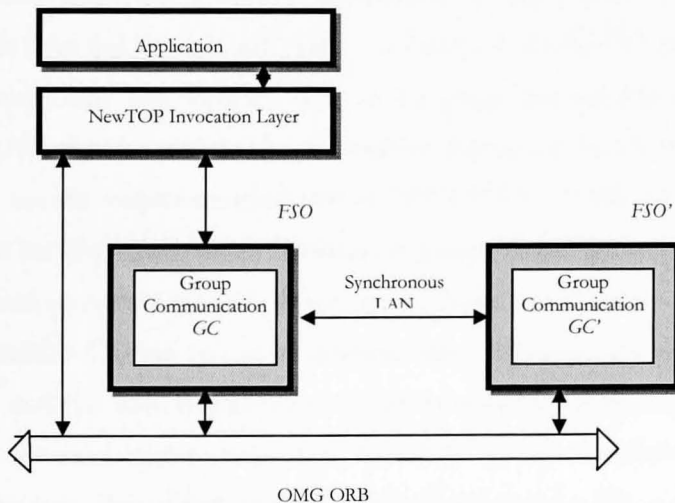 Application
NewTOP Invocation Layer
FSO
FSO'
Group
Communication
GC
Synchronous
LAN
Group
Communication
GC'
OMG ORB